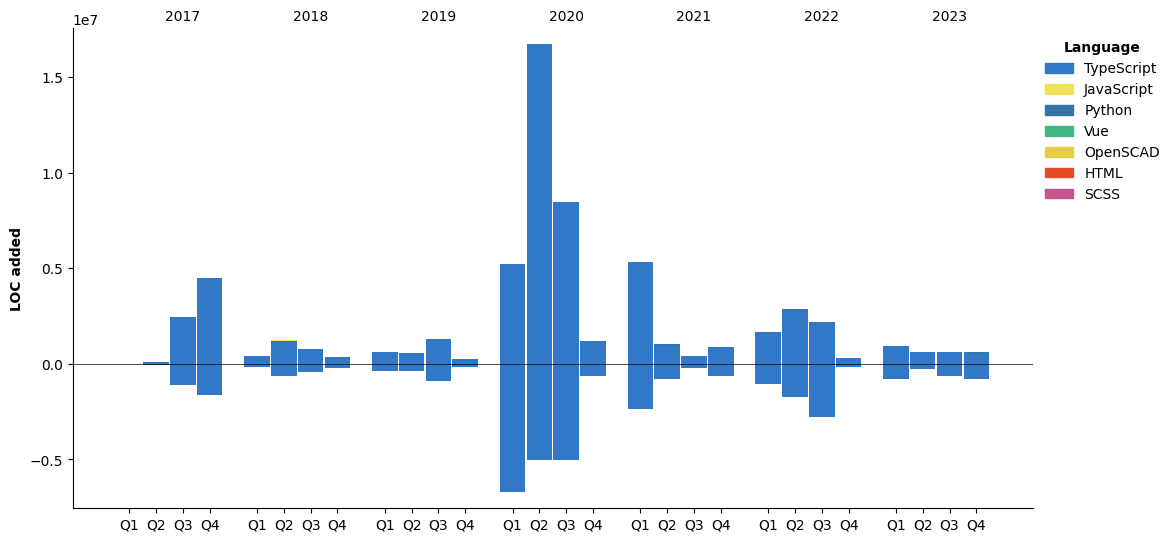 1e7
2017 2018 2019 2020 2021 2022 2023
Language
TypeScript
JavaScript
Python
Vue
OpenSCAD
HTML
SCSS
LOC added
1.5
1.0
0.5
0.0
−0.5
Q1 Q2 Q3 Q4 Q1 Q2 Q3 Q4 Q1 Q2 Q3 Q4 Q1 Q2 Q3 Q4 Q1 Q2 Q3 Q4 Q1 Q2 Q3 Q4 Q1 Q2 Q3 Q4